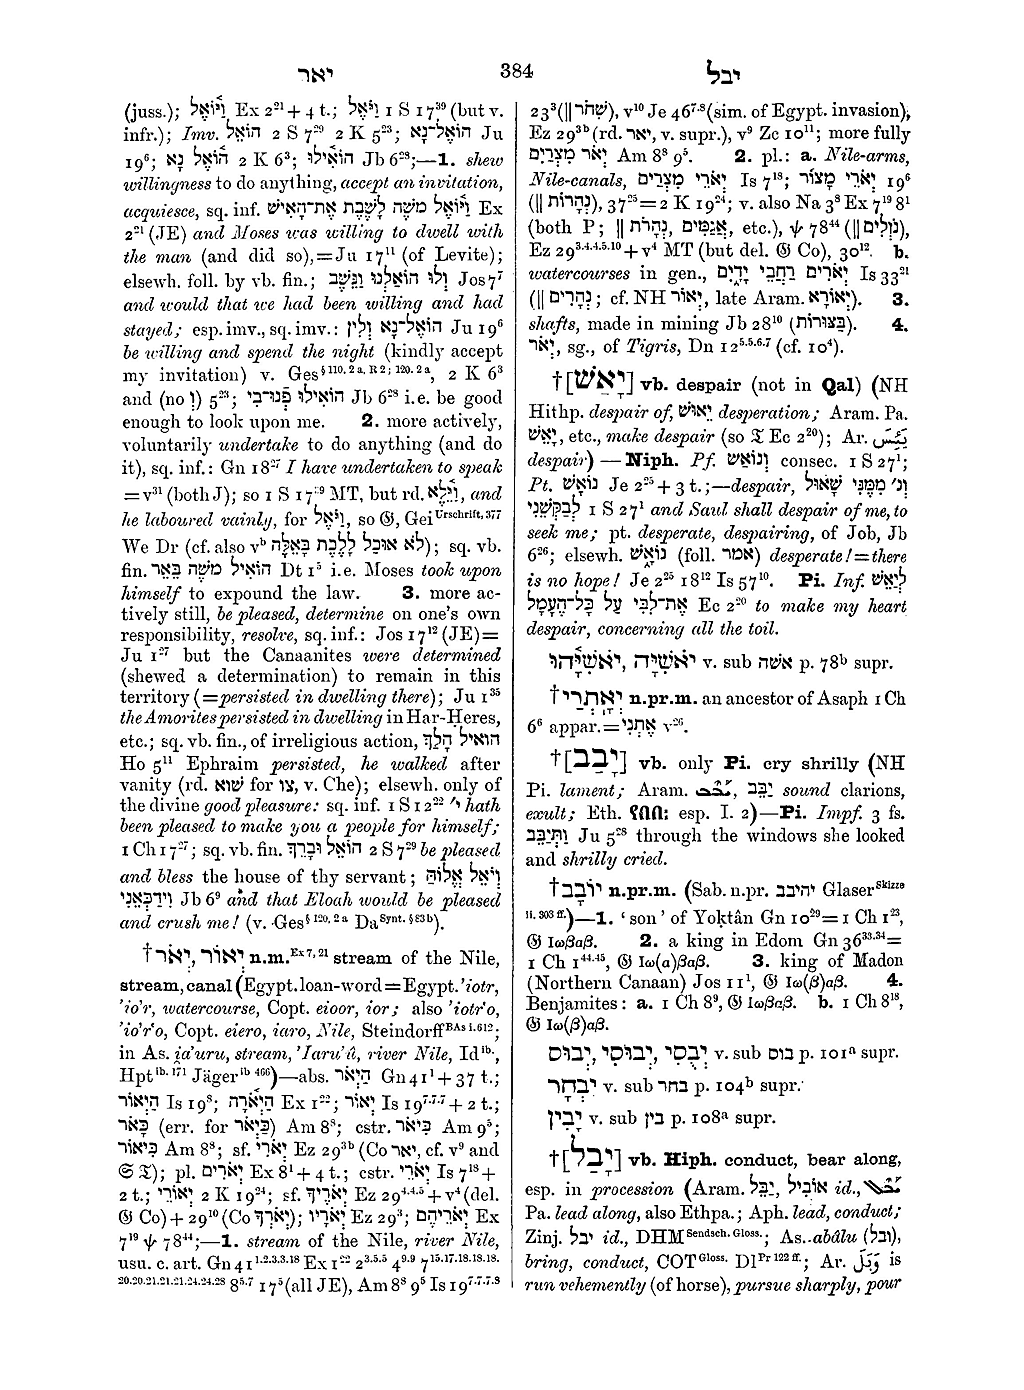 יאר 384 יבל
(juss.); וַיּוֹאֶל Ex 2²¹ + 4 t.; וַיֹּאֶל 1 S 17³⁹ (but v.
infr.); Imv. הוֹאֶל 2 S 7²⁹ 2 K 5²³; הוֹאֶל־נָא Ju
19⁶; הוֹאֶל נָא 2 K 6³; הוֹאִילוּ Jb 6²⁸;—1. shew
willingness to do anything, accept an invitation,
acquiesce, sq. inf. וַיּוֹאֶל משֶׁה לָשֶׁבֶת אֶת־הָאִישׁ Ex
2²¹ (JE) and Moses was willing to dwell with
the man (and did so),=Ju 17¹¹ (of Levite);
elsewh. foll. by vb. fin.; וְלוּ הוֹאַלְנוּ וַנֵּשֶׁב Jos 7⁷
and would that we had been willing and had
stayed; esp. imv., sq. imv.: הוֹאֶל־נָא וְלִין Ju 19⁶
be willing and spend the night (kindly accept
my invitation) v. Ges§ 110. 2 a, R 2; 120. 2 a, 2 K 6³
and (no וְ) 5²³; הוֹאִילוּ פְּנוּ־בִי Jb 6²⁸ i.e. be good
enough to look upon me. 2. more actively,
voluntarily undertake to do anything (and do
it), sq. inf.: Gn 18²⁷ I have undertaken to speak
=v³¹ (both J); so 1 S 17³⁹ MT, but rd. וַיֵּלֶא, and
he laboured vainly, for וַיֹּאֶל, so 𝔊, Gei Urschrift, 377
We Dr (cf. also vᵇ לֹא אוּכַל לָלֶכֶת בָּאֵלֶּה); sq. vb.
fin. הוֹאִיל משֶׁה בֵּאֵר Dt 1⁵ i.e. Moses took upon
himself to expound the law. 3. more ac-
tively still, be pleased, determine on one's own
responsibility, resolve, sq. inf.: Jos 17¹² (JE)=
Ju 1²⁷ but the Canaanites were determined
(shewed a determination) to remain in this
territory (=persisted in dwelling there); Ju 1³⁵
the Amorites persisted in dwelling in Har-Ḥeres,
etc.; sq. vb. fin., of irreligious action, הוֹאִיל הָלַךְ
Ho 5¹¹ Ephraim persisted, he walked after
vanity (rd. שׁוא for צו, v. Che); elsewh. only of
the divine good pleasure: sq. inf. 1 S 12²² י׳ hath
been pleased to make you a people for himself;
1 Ch 17²⁷; sq. vb. fin. הוֹאֶל וּבָרֵךְ 2 S 7²⁹ be pleased
and bless the house of thy servant; וְיֹאֵל אֱלוֹהַּ
וִידַכְּאֵנִי Jb 6⁹ and that Eloah would be pleased
and crush me! (v. Ges§ 120. 2 a Da Synt. § 83 b).
†יְאֹר, יְאוֹר n.m. Ex 7, 21 stream of the Nile,
stream, canal (Egypt. loan-word=Egypt. 'iotr,
'io'r, watercourse, Copt. eioor, ior; also 'iotr'o,
'io'r'o, Copt. eiero, iaro, Nile, Steindorff BAs i. 612;
in As. ia'uru, stream, 'Iaru'û, river Nile, Id ib.,
Hpt ib. 171 Jäger ib 466)—abs. הַיְאֹר Gn 41¹ + 37 t.;
הַיְאוֹר Is 19⁸; הַיְאֹרָה Ex 1²²; יְאוֹר Is 19⁷·⁷·⁷ + 2 t.;
כָּאֹר (err. for כַּיְאֹר) Am 8⁸; cstr. כִּיאֹר Am 9⁵;
כִּיאוֹר Am 8⁸; sf. יְאֹרִי Ez 29³ᵇ (Co יאר, cf. v⁹ and
𝔖 𝔗); pl. יְאֹרִים Ex 8¹ + 4 t.; cstr. יְאֹרֵי Is 7¹⁸ +
2 t.; יְאוֹרֵי 2 K 19²⁴; sf. יְאֹרֶיךָ Ez 29⁴·⁴·⁵ + v⁴ (del.
𝔊 Co) + 29¹⁰ (Co יְאֹרְךָ); יְאֹרָיו Ez 29³; יְאֹרֵיהֶם Ex
7¹⁹ ψ 78⁴⁴;—1. stream of the Nile, river Nile,
usu. c. art. Gn 41¹·²·³·³·¹⁸ Ex 1²² 2³·⁵·⁵ 4⁹·⁹ 7¹⁵·¹⁷·¹⁸·¹⁸·¹⁸·
²⁰·²⁰·²¹·²¹·²¹·²⁴·²⁴·²⁸ 8⁵·⁷ 17⁵ (all JE), Am 8⁸ 9⁵ Is 19⁷·⁷·⁷·⁸
23³ (|| שִׁחֹר), v¹⁰ Je 46⁷·⁸ (sim. of Egypt. invasion),
Ez 29³ᵇ (rd. יאר, v. supr.), v⁹ Zc 10¹¹; more fully
יְאֹר מִצְרַיִם Am 8⁸ 9⁵. 2. pl.: a. Nile-arms,
Nile-canals, יְאֹרֵי מִצְרַיִם Is 7¹⁸; יְאֹרֵי מָצוֹר 19⁶
(|| נְהָרוֹת), 37²⁵=2 K 19²⁴; v. also Na 3⁸ Ex 7¹⁹ 8¹
(both P; || נְהָרֹת, אֲגַמִּים, etc.), ψ 78⁴⁴ (|| נֹזְלִים),
Ez 29³·⁴·⁴·⁵·¹⁰ + v⁴ MT (but del. 𝔊 Co), 30¹². b.
watercourses in gen., יְאֹרִים רַחֲבֵי יָדָיִם Is 33²¹
(|| נְהָרִים; cf. NH יְאוֹר, late Aram. יְאוֹרָא). 3.
shafts, made in mining Jb 28¹⁰ (בַּצּוּרוֹת). 4.
יְאֹר, sg., of Tigris, Dn 12⁵·⁵·⁶·⁷ (cf. 10⁴).
†[יָאַשׁ] vb. despair (not in Qal) (NH
Hithp. despair of, יֵאוּשׁ desperation; Aram. Pa.
יָאֵשׁ, etc., make despair (so 𝔗 Ec 2²⁰); Ar. يَئِسَ
despair)—Niph. Pf. וְנוֹאַשׁ consec. 1 S 27¹;
Pt. נוֹאָשׁ Je 2²⁵ + 3 t.;—despair, וְנ׳ מִמֶּנִּי שָׁאוּל
לְבַקְשֵׁנִי 1 S 27¹ and Saul shall despair of me, to
seek me; pt. desperate, despairing, of Job, Jb
6²⁶; elsewh. נוֹאָשׁ (foll. אמר) desperate!=there
is no hope! Je 2²⁵ 18¹² Is 57¹⁰. Pi. Inf. לְיָאֵשׁ
אֶת־לִבִּי עַל כָּל־הֶעָמָל Ec 2²⁰ to make my heart
despair, concerning all the toil.
יֹאשִׁיָּה, יֹאשִׁיָּהוּ v. sub אשׁה p. 78ᵇ supr.
†יְאָתְרַי n.pr.m. an ancestor of Asaph 1 Ch
6⁶ appar.=אֶתְנִי v²⁶.
†[יָבַב] vb. only Pi. cry shrilly (NH
Pi. lament; Aram. ܝܰܒܶܒ, יַבֵּב sound clarions,
exult; Eth. የበበ: esp. I. 2)—Pi. Impf. 3 fs.
וַתְּיַבֵּב Ju 5²⁸ through the windows she looked
and shrilly cried.
†יוֹבָב n.pr.m. (Sab. n.pr. יהיבב Glaser Skizze
ii. 303 ff.)—1. 'son' of Yoḳtân Gn 10²⁹=1 Ch 1²³,
𝔊 Ιωβαβ. 2. a king in Edom Gn 36³³·³⁴=
1 Ch 1⁴⁴·⁴⁵, 𝔊 Ιω(α)βαβ. 3. king of Madon
(Northern Canaan) Jos 11¹, 𝔊 Ιω(β)αβ. 4.
Benjamites: a. 1 Ch 8⁹, 𝔊 Ιωβαβ. b. 1 Ch 8¹⁸,
𝔊 Ιω(β)αβ.
יְבוּס, יְבוּסִי, יְבֻסִי v. sub בוס p. 101ᵃ supr.
יִבְחָר v. sub בחר p. 104ᵇ supr.
יָבִין v. sub בין p. 108ᵃ supr.
†[יָבַל] vb. Hiph. conduct, bear along,
esp. in procession (Aram. יְבַל, אוֹבִיל id., ܝܰܒܶܠ
Pa. lead along, also Ethpa.; Aph. lead, conduct;
Zinj. יבל id., DHM Sendsch. Gloss.; As. abâlu (ובל),
bring, conduct, COT Gloss. Dl Pr 122 ff.; Ar. وَبَلَ is
run vehemently (of horse), pursue sharply, pour